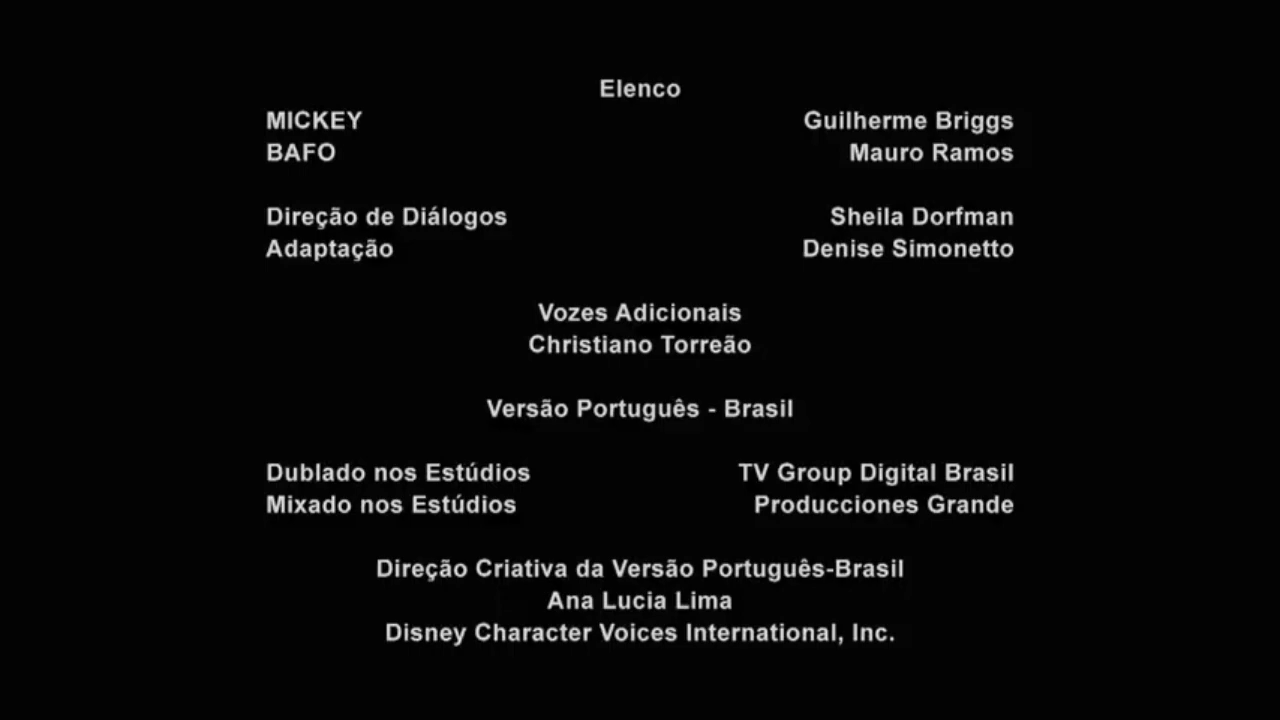 Elenco
MICKEY Guilherme Briggs
BAFO Mauro Ramos
Direção de Diálogos Sheila Dorfman
Adaptação Denise Simonetto
Vozes Adicionais
Christiano Torreão
Versão Português - Brasil
Dublado nos Estúdios TV Group Digital Brasil
Mixado nos Estúdios Producciones Grande
Direção Criativa da Versão Português-Brasil
Ana Lucia Lima
Disney Character Voices International, Inc.